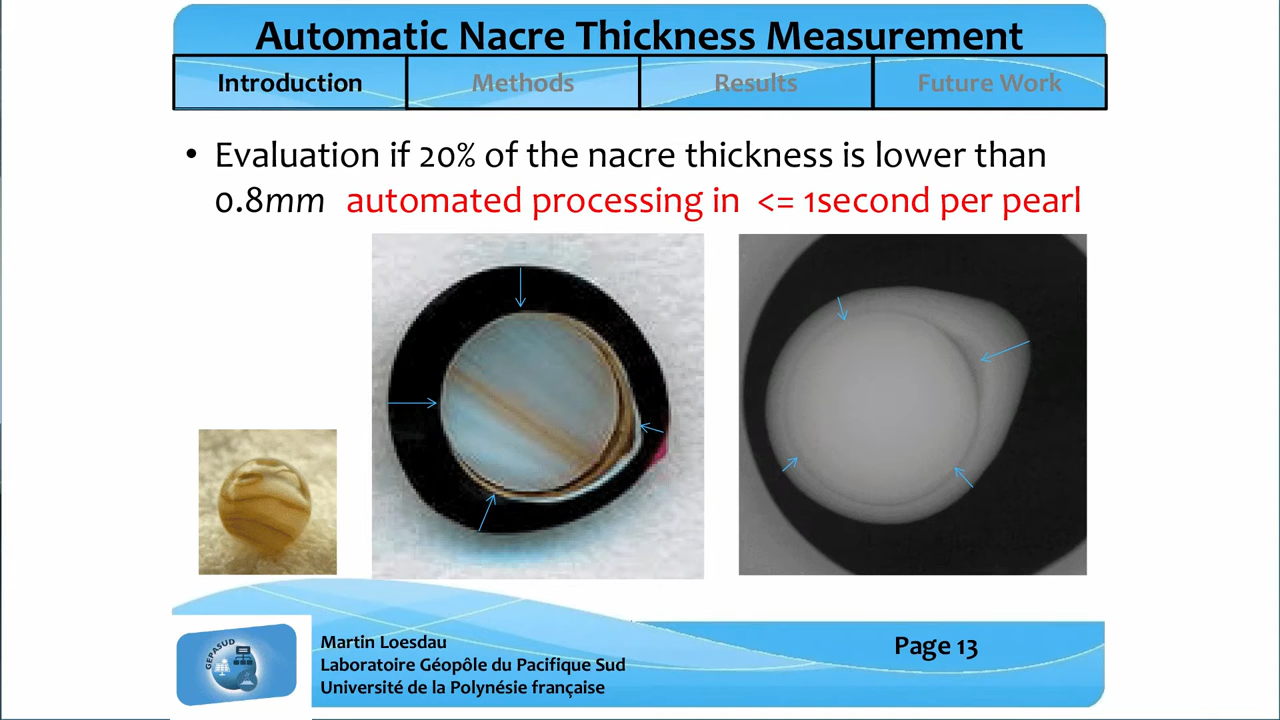 Automatic Nacre Thickness Measurement
Introduction
Methods
Results
Future Work
• Evaluation if 20% of the nacre thickness is lower than
0.8mm automated processing in <= 1second per pearl
GEPASUD
Martin Loesdau
Laboratoire Géopôle du Pacifique Sud
Université de la Polynésie française
Page 13